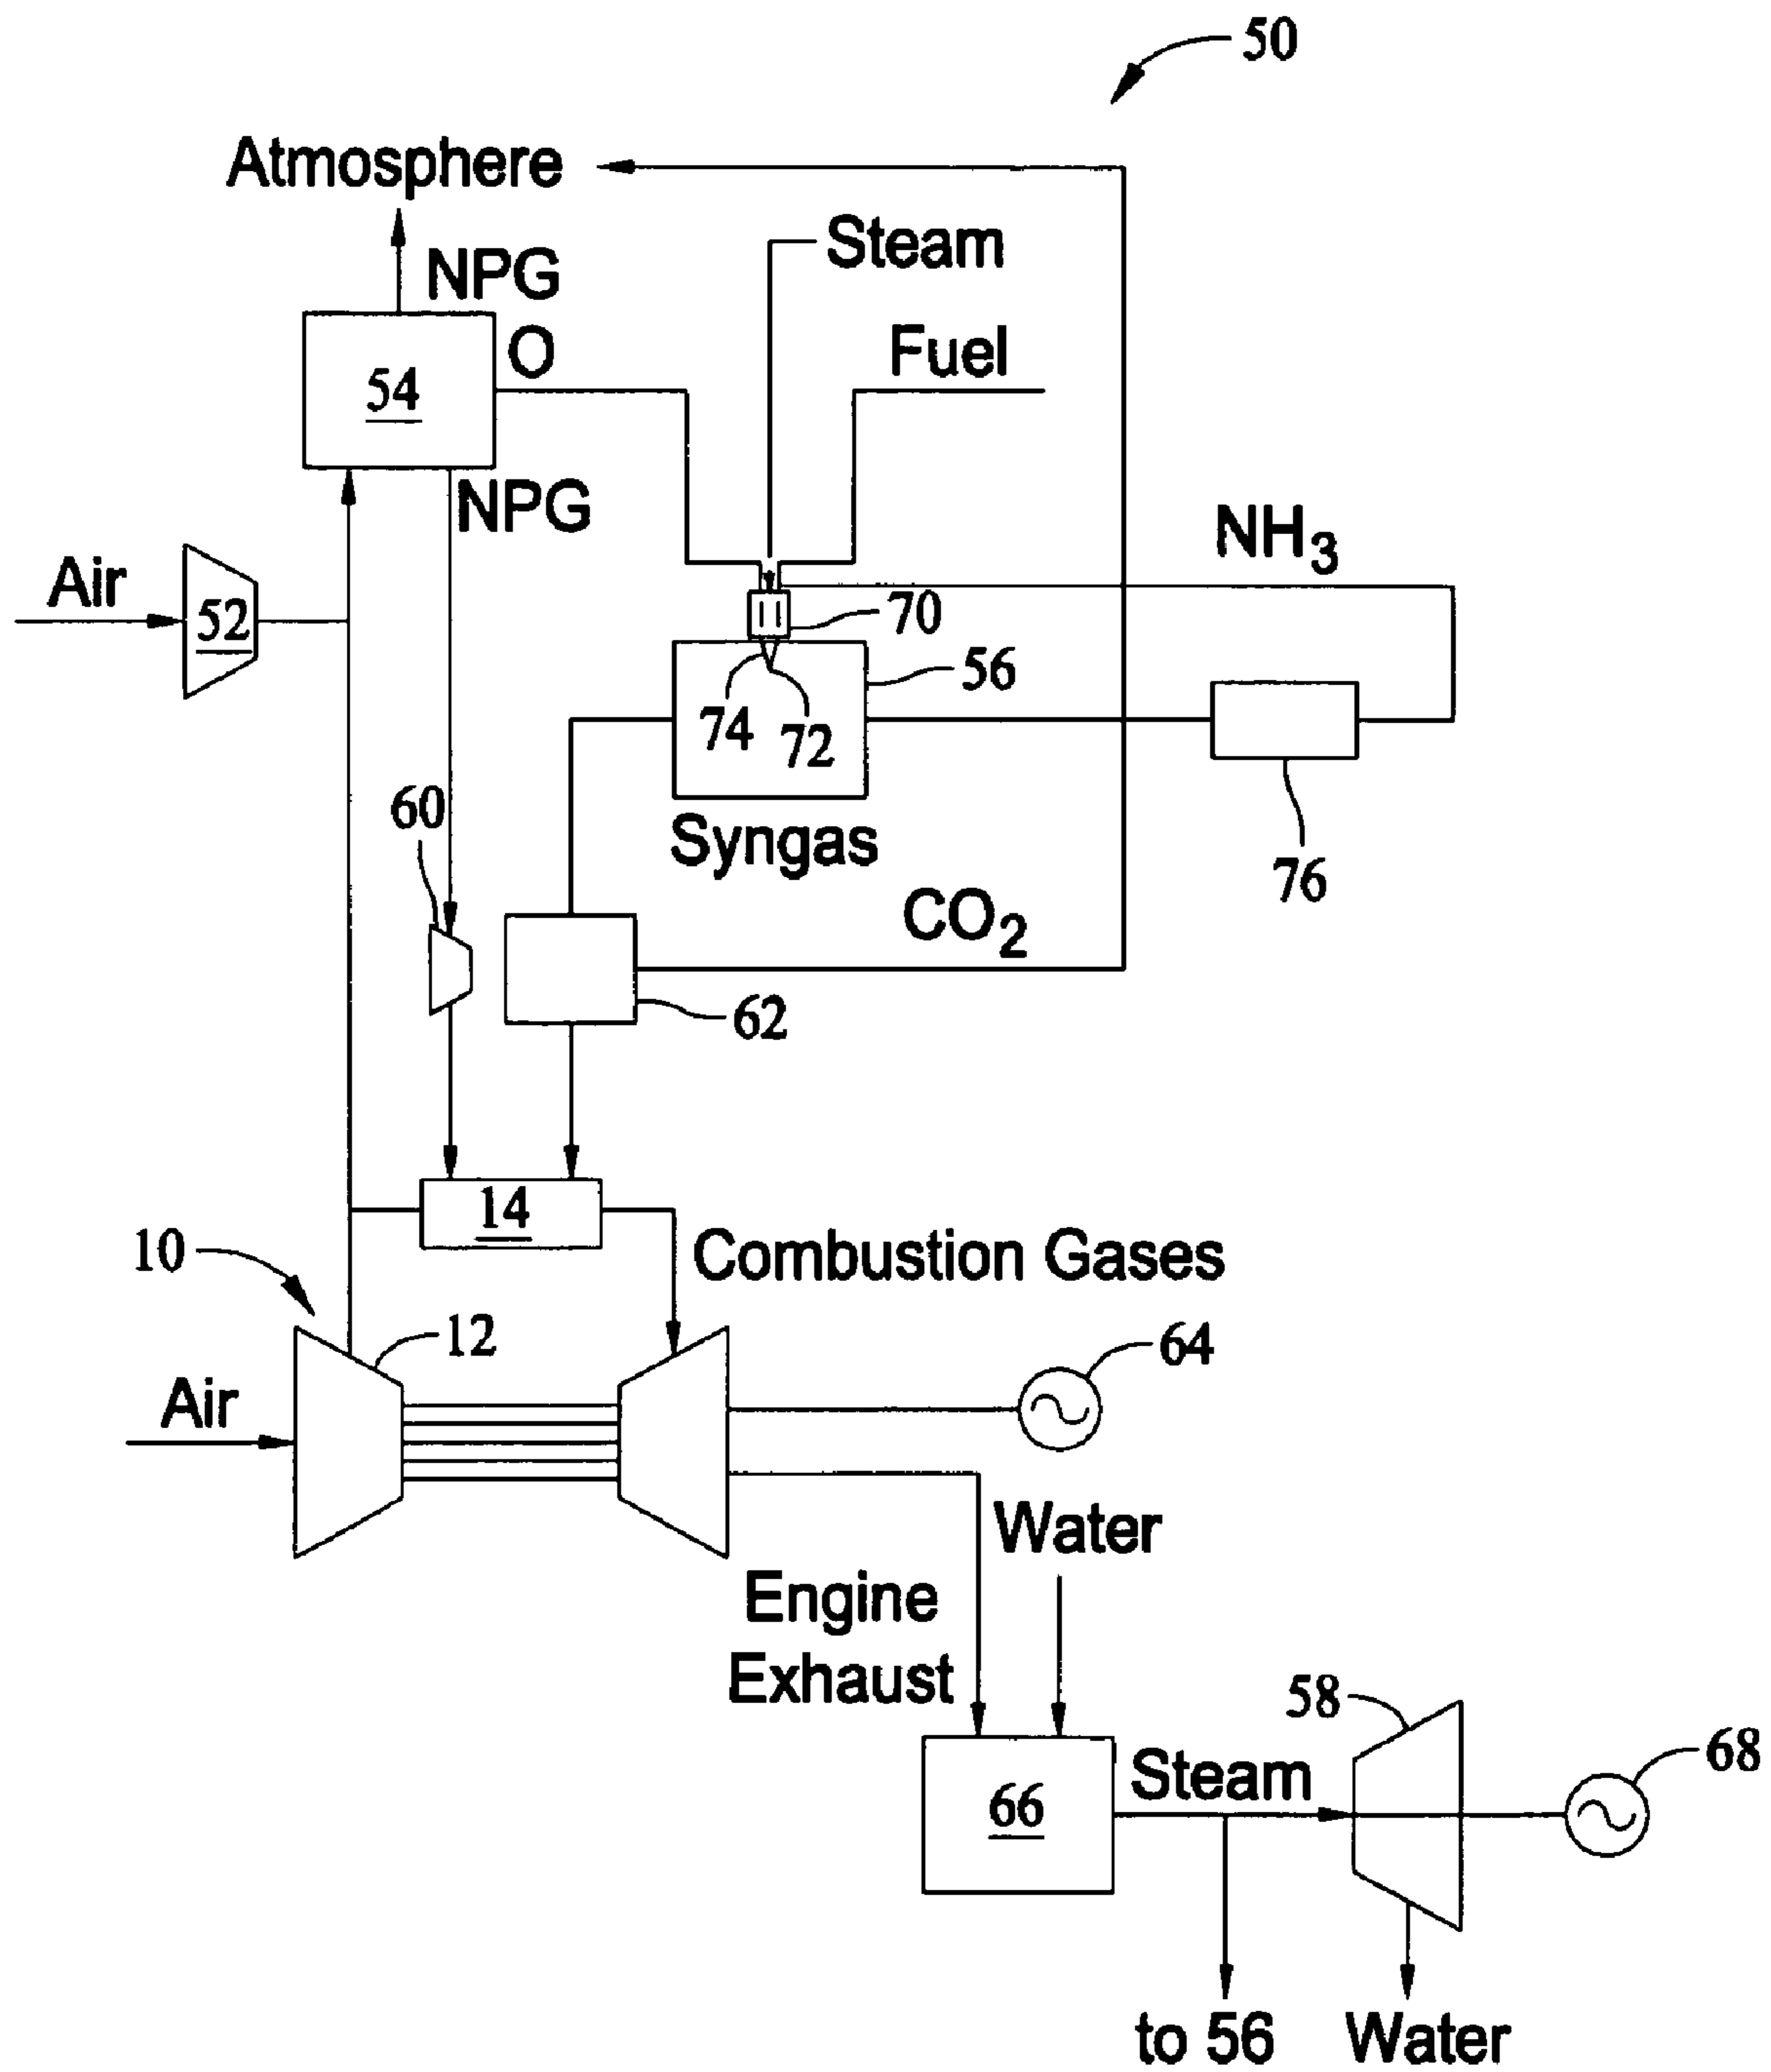 50
Atmosphere
Steam
NPG
O
Fuel
54
NPG
NH3
Air
52
70
56
74
72
60
Syngas
76
CO2
62
14
10
Combustion Gases
12
64
Air
Water
Engine
Exhaust
58
68
Steam
66
to 56
Water